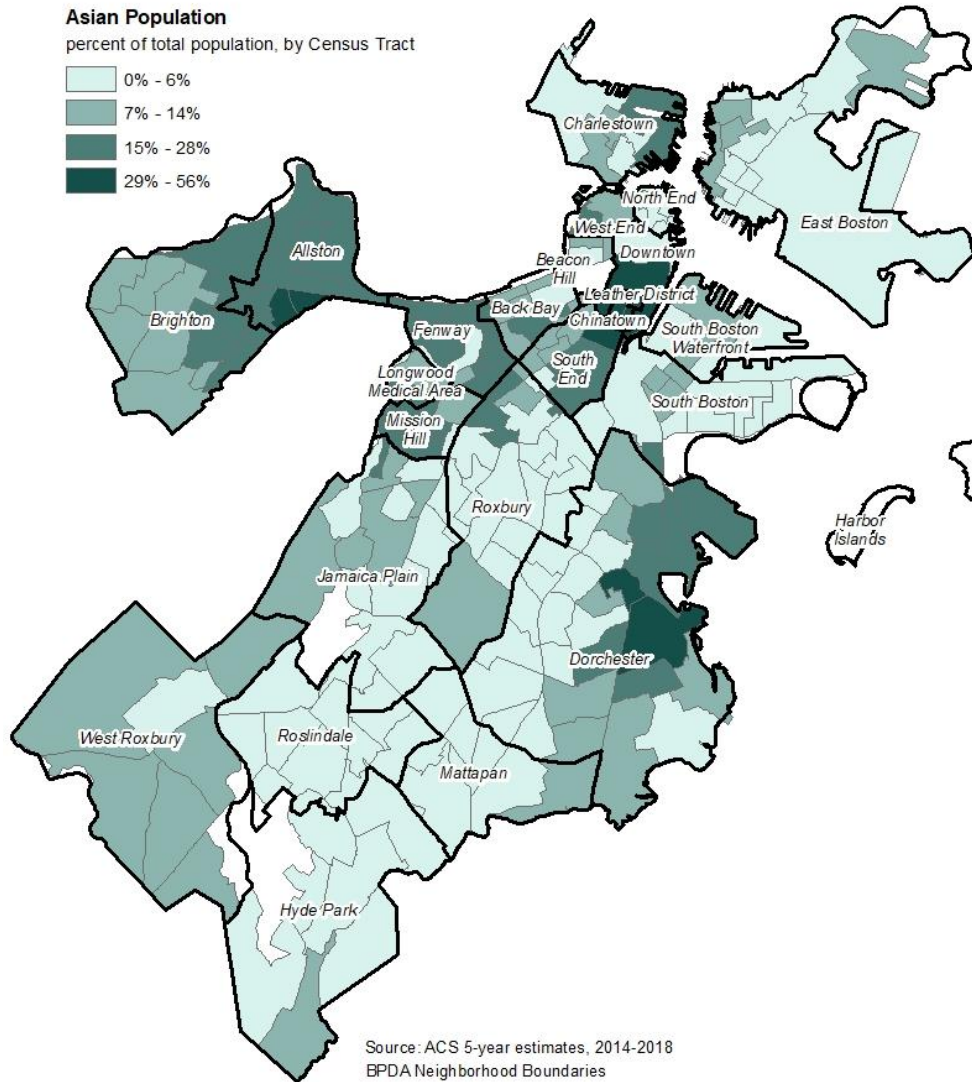 Asian Population
percent of total population, by Census Tract
0% - 6%
7% - 14%
15% - 28%
29% - 56%
Charlestown
North End
West End
East Boston
Allston
Downtown
Beacon
Hill
Leather District
Back Bay
Chinatown
Brighton
Fenway
South Boston
Waterfront
South
End
Longwood
Medical Area
South Boston
Mission
Hill
Roxbury
Harbor
Islands
Jamaica Plain
Dorchester
West Roxbury
Roslindale
Mattapan
Hyde Park
Source: ACS 5-year estimates, 2014-2018
BPDA Neighborhood Boundaries